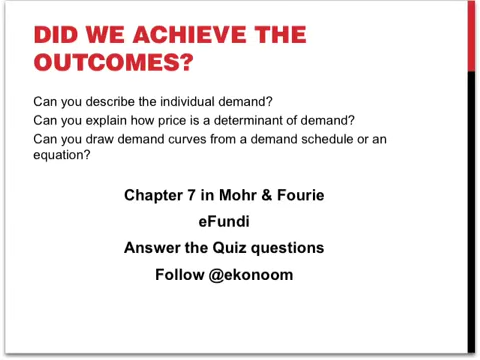 DID WE ACHIEVE THE
OUTCOMES?
Can you describe the individual demand?
Can you explain how price is a determinant of demand?
Can you draw demand curves from a demand schedule or an
equation?
Chapter 7 in Mohr & Fourie
eFundi
Answer the Quiz questions
Follow @ekonoom